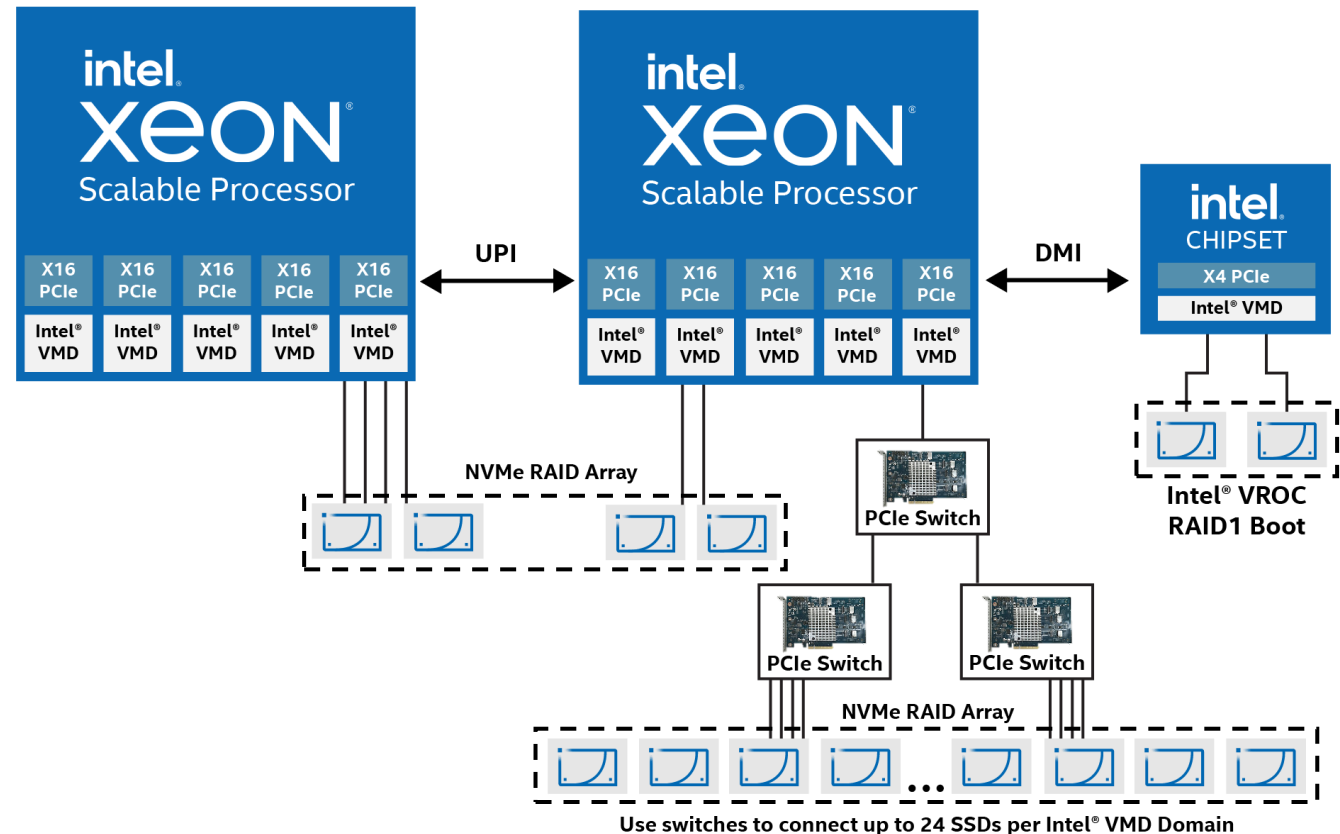 intel.
XEON®
Scalable Processor
X16 PCIe
X16 PCIe
X16 PCIe
X16 PCIe
X16 PCIe
Intel® VMD
Intel® VMD
Intel® VMD
Intel® VMD
Intel® VMD
UPI
intel.
XEON®
Scalable Processor
X16 PCIe
X16 PCIe
X16 PCIe
X16 PCIe
X16 PCIe
Intel® VMD
Intel® VMD
Intel® VMD
Intel® VMD
Intel® VMD
DMI
intel.
CHIPSET
X4 PCIe
Intel® VMD
NVMe RAID Array
PCIe Switch
Intel® VROC
RAID1 Boot
PCIe Switch
PCIe Switch
NVMe RAID Array
...
Use switches to connect up to 24 SSDs per Intel® VMD Domain